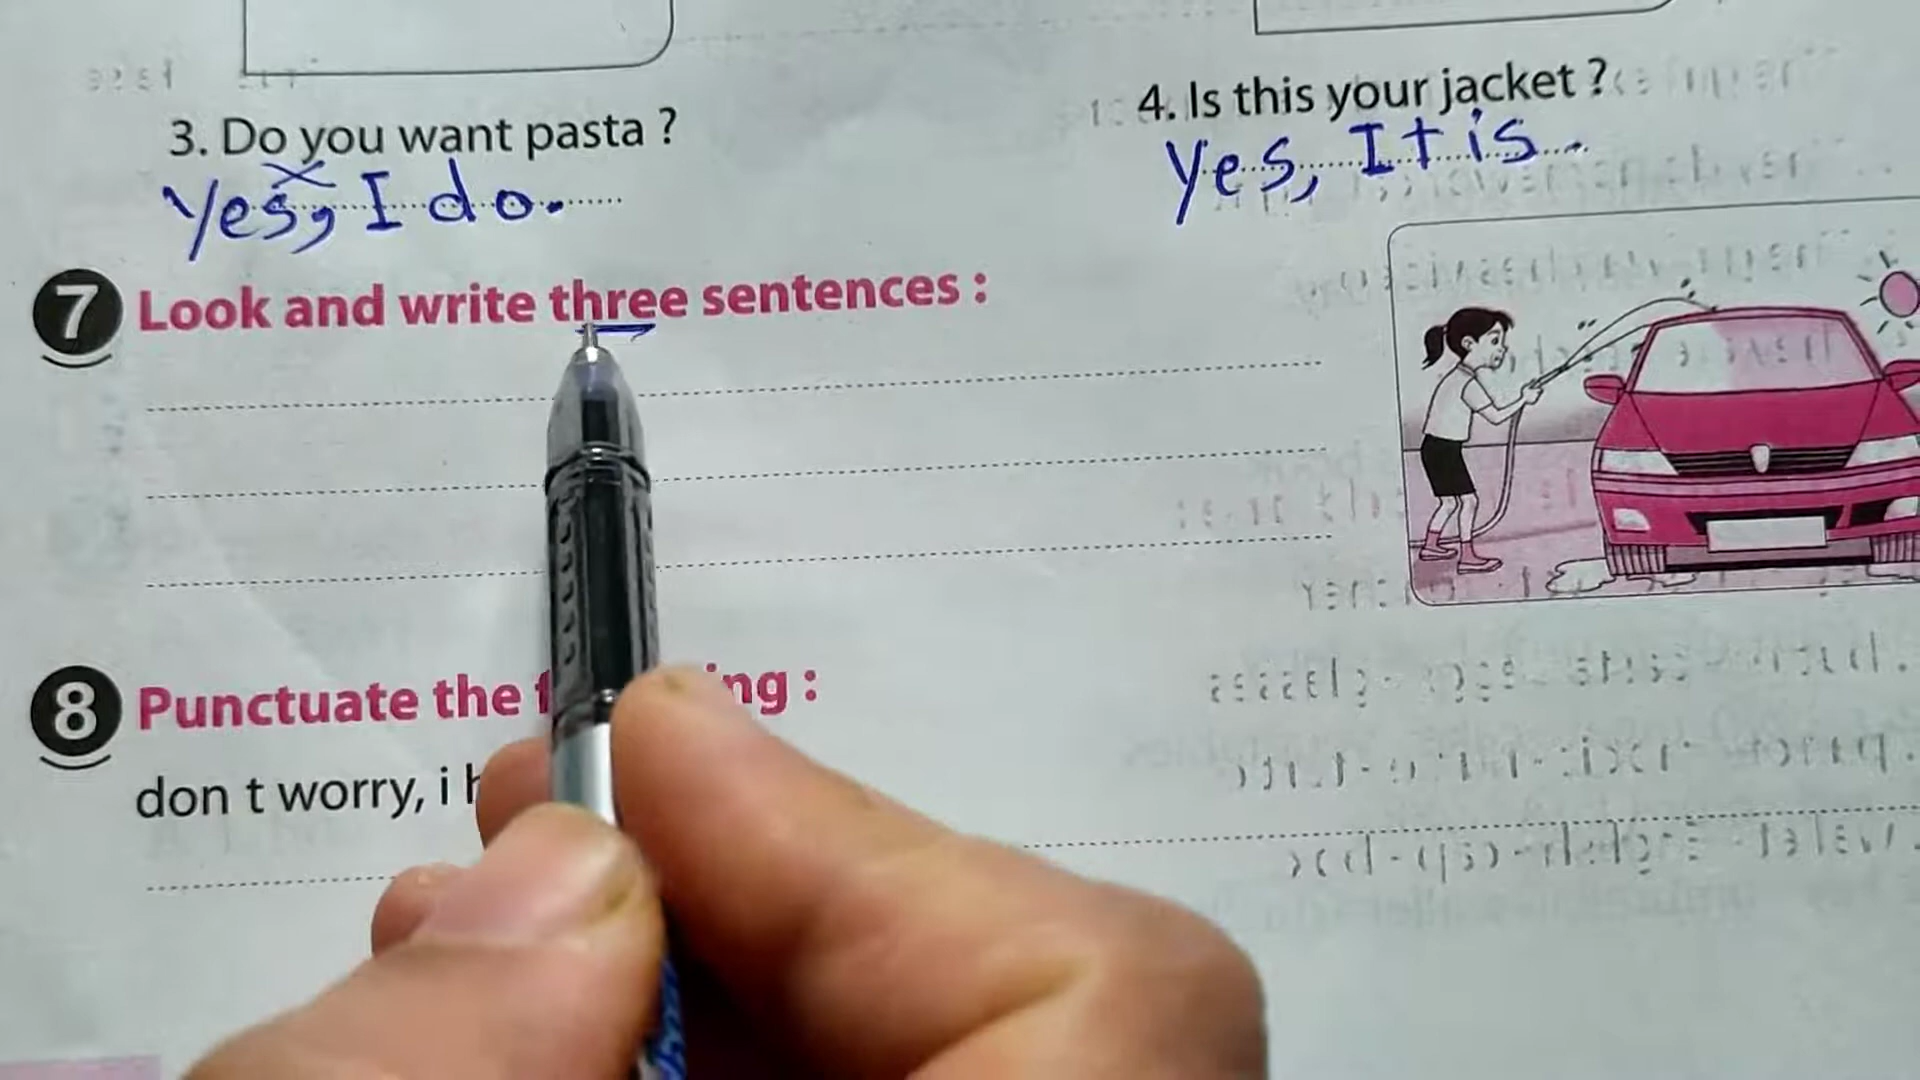 3. Do you want pasta ?
Yes, I do.
4. Is this your jacket ?
Yes, It is.
7 Look and write three sentences :
8 Punctuate the
don t worry, i